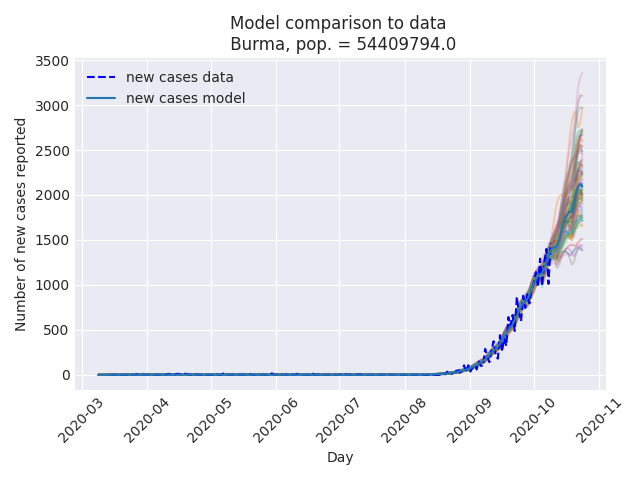 Model comparison to data
Burma, pop. = 54409794.0
3500
3000
2500
2000
1500
1000
500
0
Number of new cases reported
new cases data
new cases model
2020-03
2020-04
2020-05
2020-06
2020-07
2020-08
2020-09
2020-10
2020-11
Day